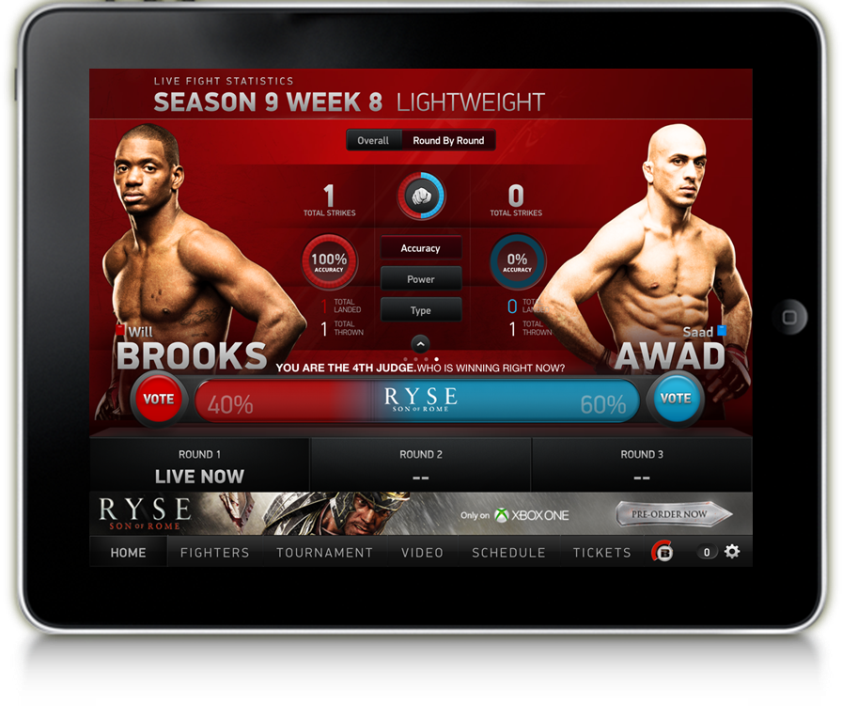 LIVE FIGHT STATISTICS
SEASON 9 WEEK 8 LIGHTWEIGHT
Overall Round By Round
1 0
TOTAL STRIKES TOTAL STRIKES
Accuracy
100% 0%
ACCURACY ACCURACY
Power
1 TOTAL LANDED 0 TOT
Type
1 TOTAL THROWN 1 TOTAL THROWN
Will Saad
BROOKS AWAD
YOU ARE THE 4TH JUDGE.WHO IS WINNING RIGHT NOW?
VOTE 40% RYSE 60% VOTE
SON OF ROME
ROUND 1 ROUND 2 ROUND 3
LIVE NOW -- --
RYSE Only on XBOX ONE PRE-ORDER NOW
SON OF ROME
HOME FIGHTERS TOURNAMENT VIDEO SCHEDULE TICKETS 0